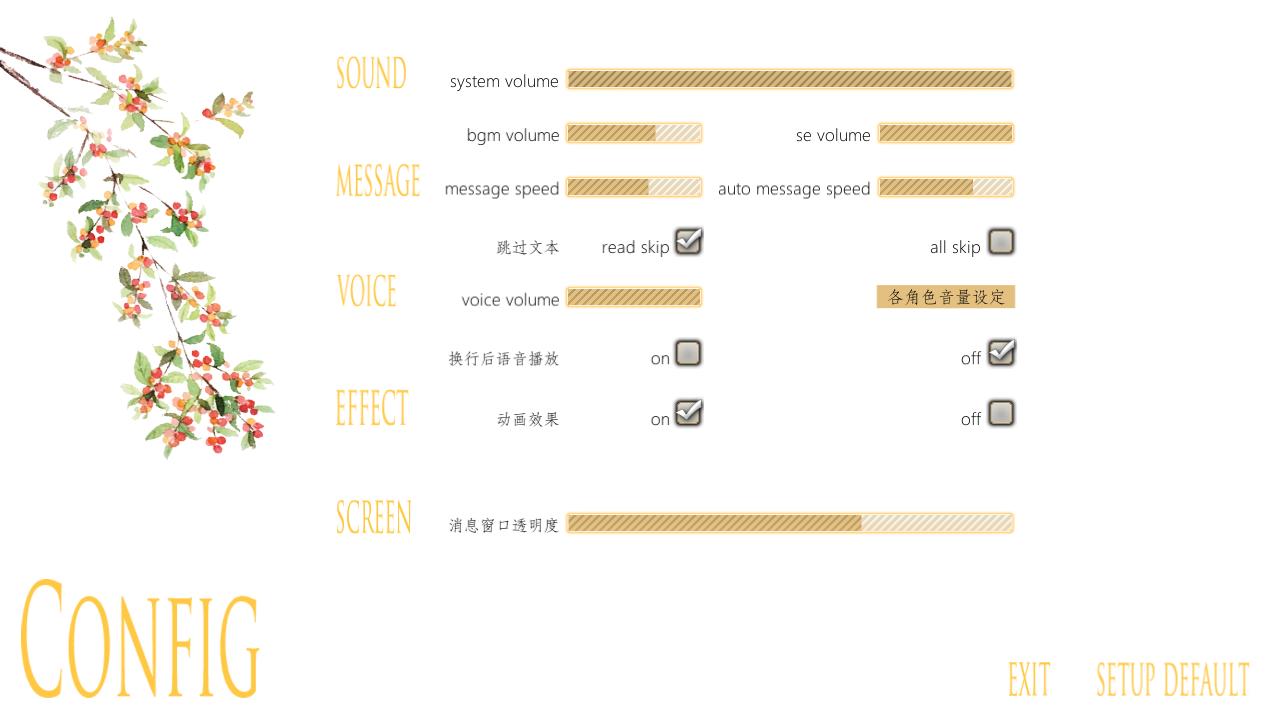 SOUND
system volume
bgm volume
se volume
MESSAGE
message speed
auto message speed
跳过文本
read skip
all skip
VOICE
voice volume
各角色音量设定
换行后语音播放
on
off
EFFECT
动画效果
on
off
SCREEN
消息窗口透明度
CONFIG
EXIT
SETUP DEFAULT